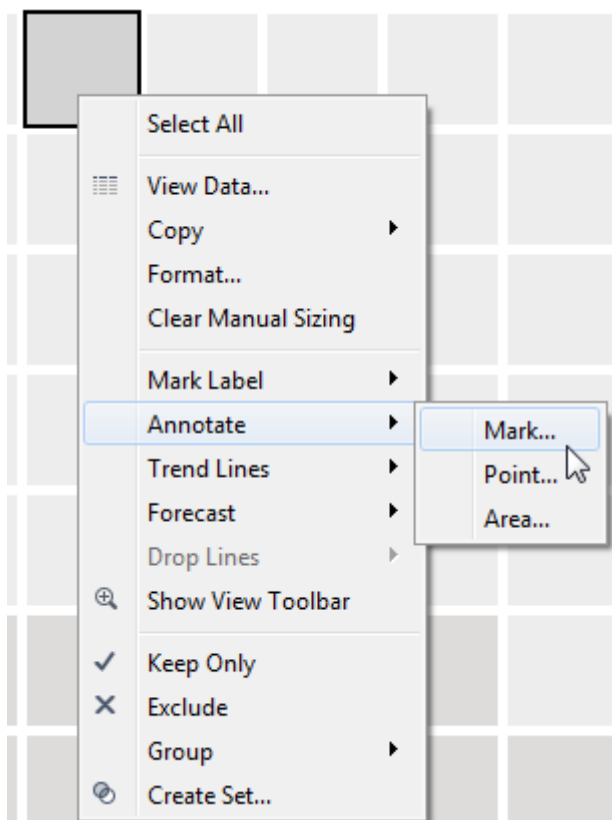 Select All
View Data...
Copy
Format...
Clear Manual Sizing
Mark Label
Annotate
Mark...
Trend Lines
Point...
Forecast
Area...
Drop Lines
Show View Toolbar
Keep Only
Exclude
Group
Create Set...